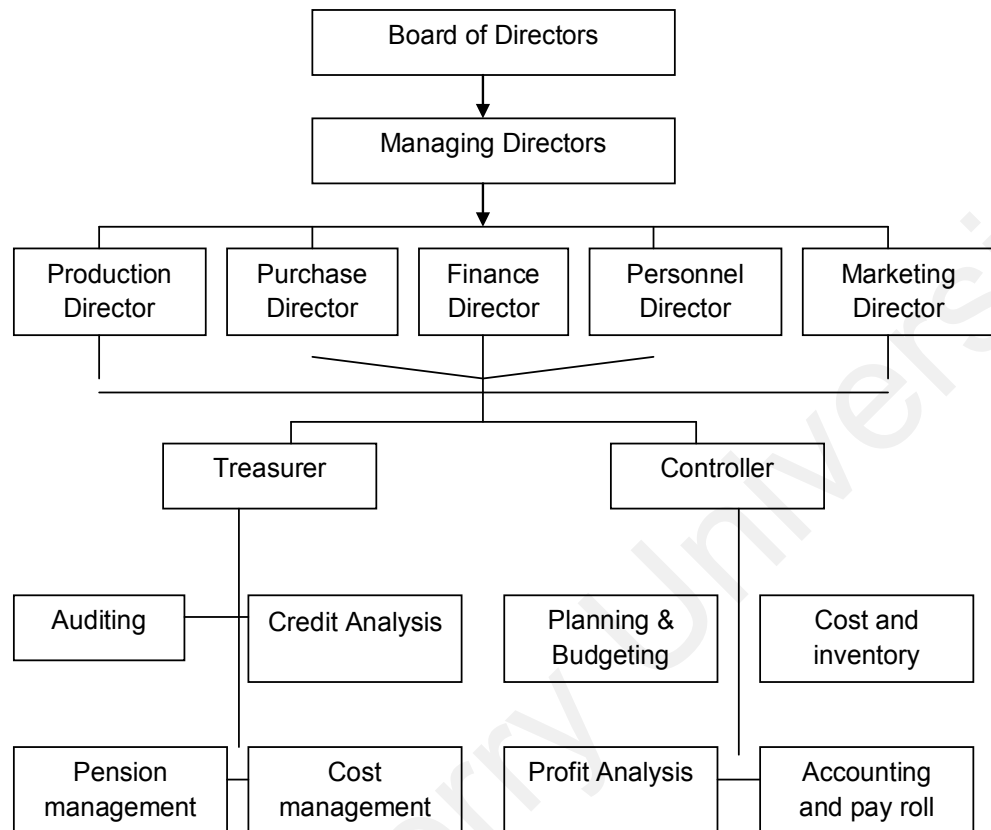 Board of Directors
Managing Directors
Production
Director
Purchase
Director
Finance
Director
Personnel
Director
Marketing
Director
Treasurer
Controller
Auditing
Credit Analysis
Planning &
Budgeting
Cost and
inventory
Pension
management
Cost
management
Profit Analysis
Accounting
and pay roll